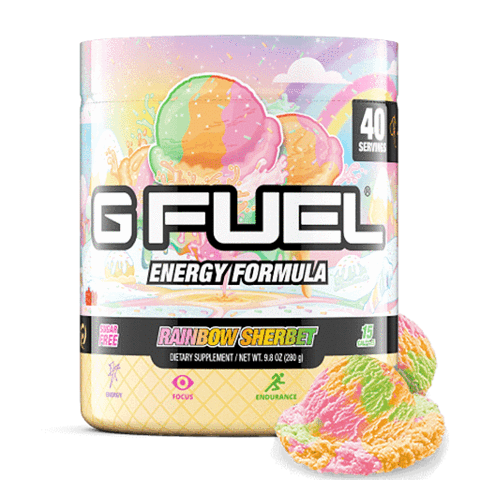 40
SERVINGS
G FUEL®
ENERGY FORMULA
SUGAR
FREE
RAINBOW SHERBET
15
CALORIES
DIETARY SUPPLEMENT / NET WT. 9.8 OZ (280 g)
ENERGY
FOCUS
ENDURANCE